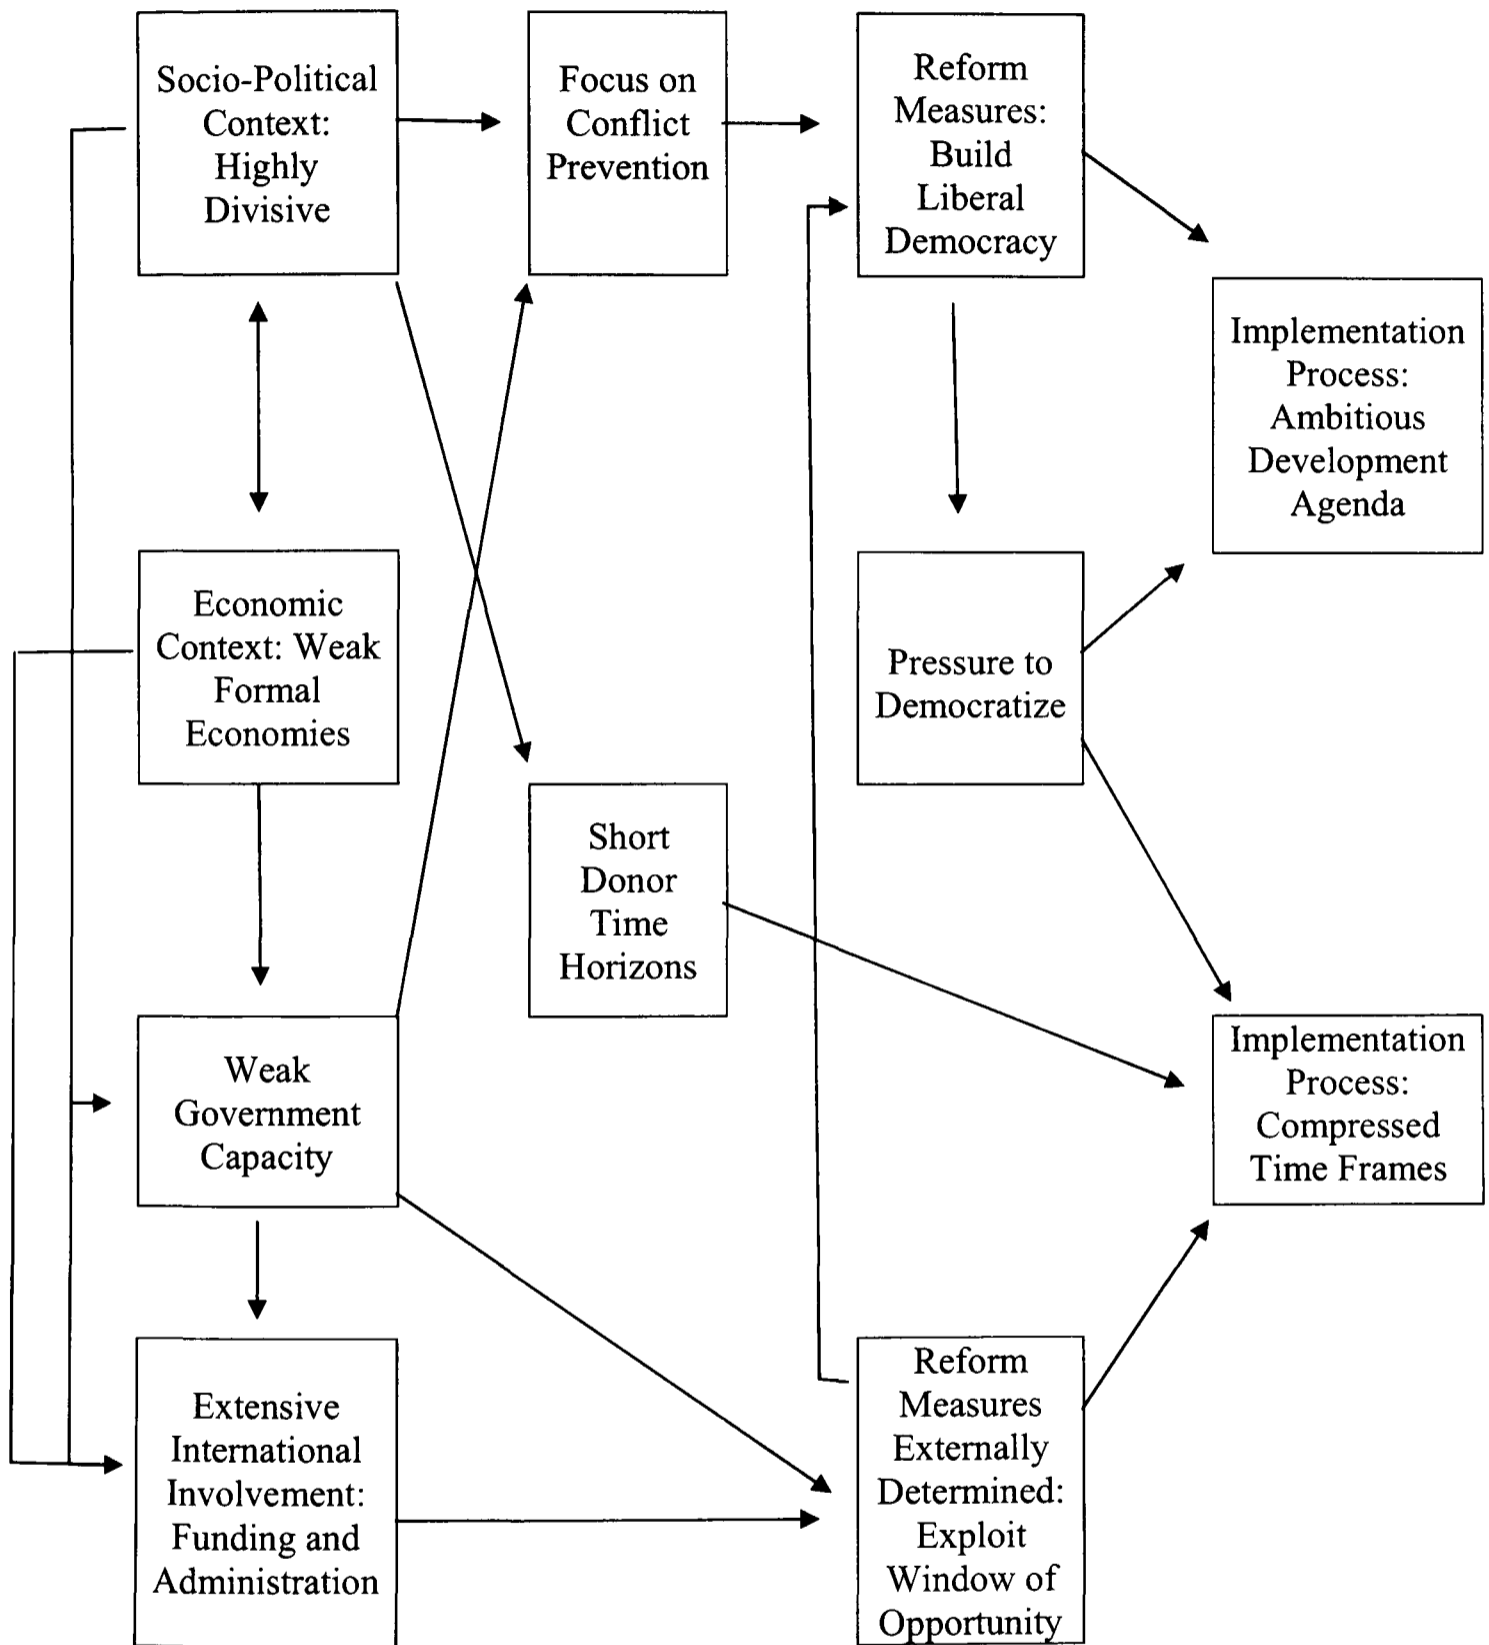 Socio-Political
Context:
Highly
Divisive
Focus on
Conflict
Prevention
Reform
Measures:
Build
Liberal
Democracy
Implementation
Process:
Ambitious
Development
Agenda
Economic
Context: Weak
Formal
Economies
Pressure to
Democratize
Short
Donor
Time
Horizons
Weak
Government
Capacity
Implementation
Process:
Compressed
Time Frames
Extensive
International
Involvement:
Funding and
Administration
Reform
Measures
Externally
Determined:
Exploit
Window of
Opportunity